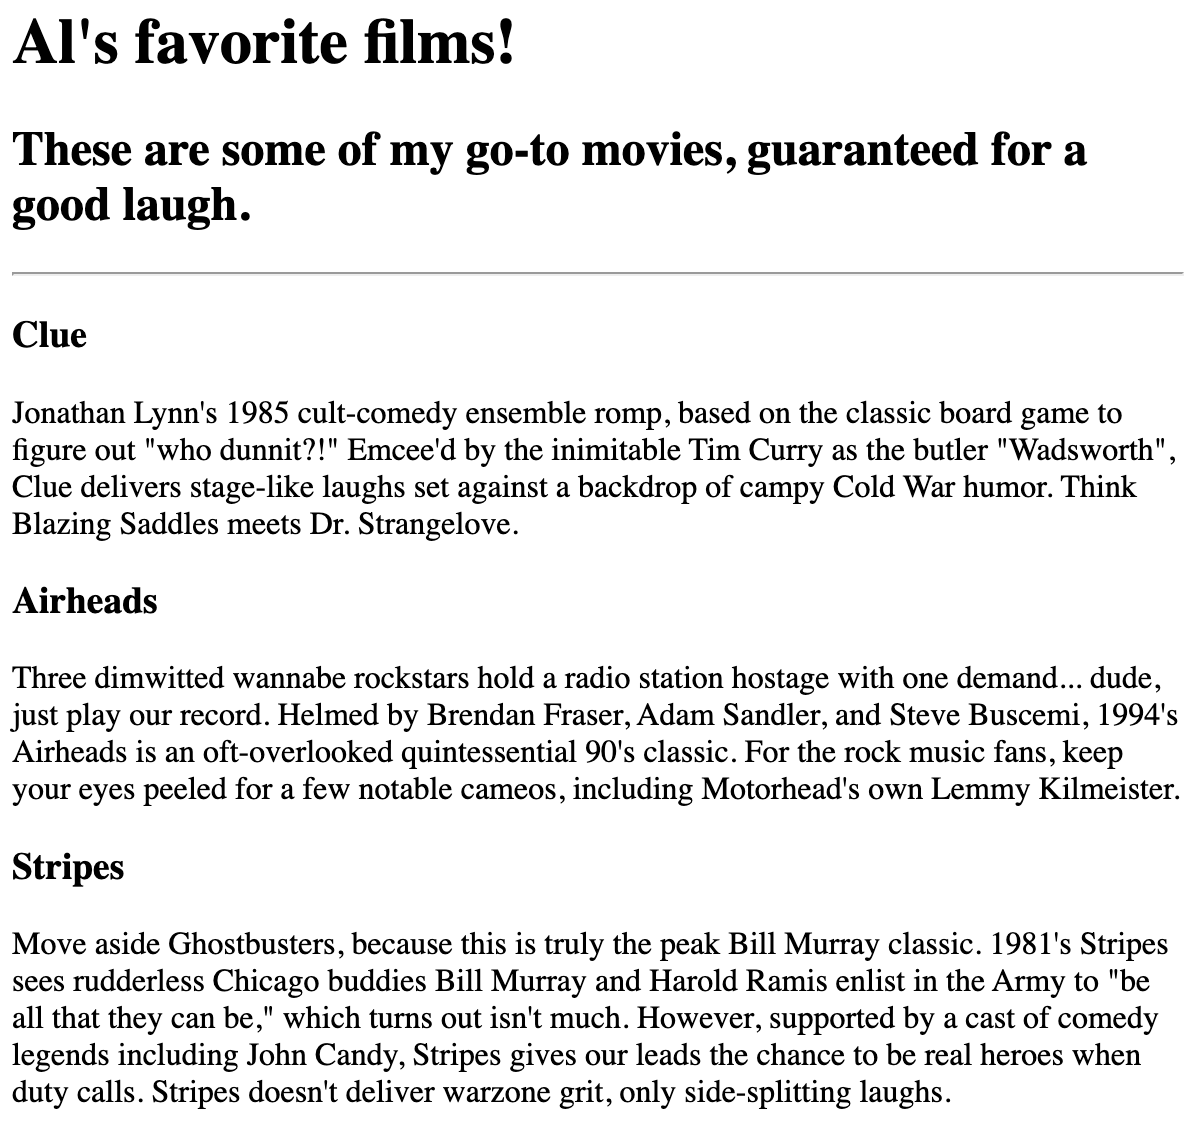 Al's favorite films!
These are some of my go-to movies, guaranteed for a
good laugh.
Clue
Jonathan Lynn's 1985 cult-comedy ensemble romp, based on the classic board game to
figure out "who dunnit?!" Emcee'd by the inimitable Tim Curry as the butler "Wadsworth",
Clue delivers stage-like laughs set against a backdrop of campy Cold War humor. Think
Blazing Saddles meets Dr. Strangelove.
Airheads
Three dimwitted wannabe rockstars hold a radio station hostage with one demand... dude,
just play our record. Helmed by Brendan Fraser, Adam Sandler, and Steve Buscemi, 1994's
Airheads is an oft-overlooked quintessential 90's classic. For the rock music fans, keep
your eyes peeled for a few notable cameos, including Motorhead's own Lemmy Kilmeister.
Stripes
Move aside Ghostbusters, because this is truly the peak Bill Murray classic. 1981's Stripes
sees rudderless Chicago buddies Bill Murray and Harold Ramis enlist in the Army to "be
all that they can be," which turns out isn't much. However, supported by a cast of comedy
legends including John Candy, Stripes gives our leads the chance to be real heroes when
duty calls. Stripes doesn't deliver warzone grit, only side-splitting laughs.